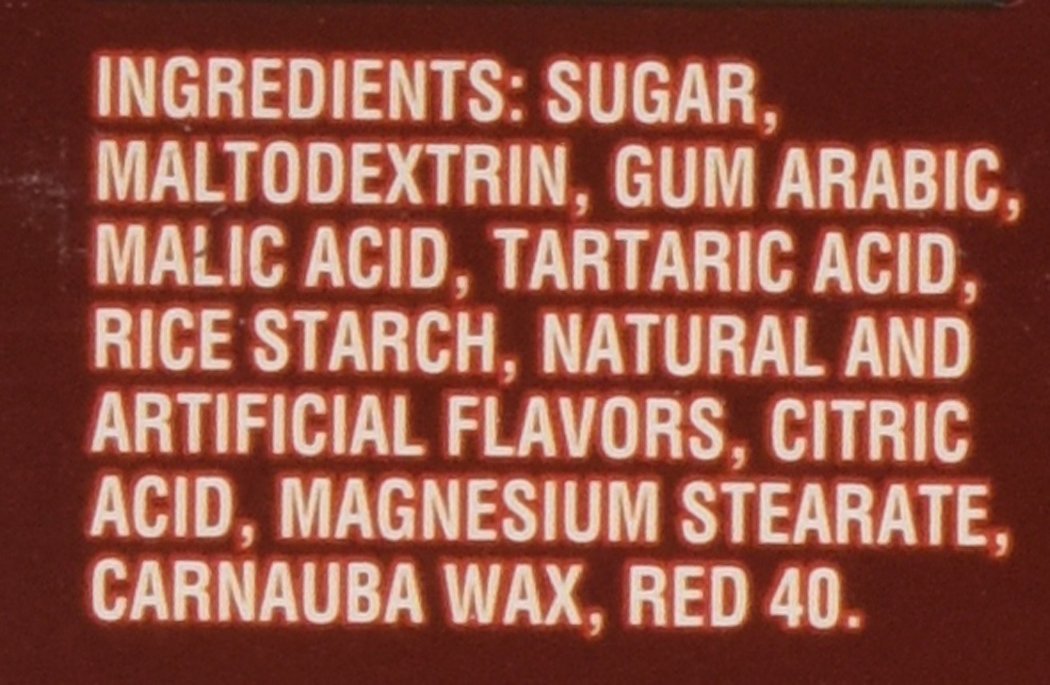 INGREDIENTS: SUGAR,
MALTODEXTRIN, GUM ARABIC,
MALIC ACID, TARTARIC ACID,
RICE STARCH, NATURAL AND
ARTIFICIAL FLAVORS, CITRIC
ACID, MAGNESIUM STEARATE,
CARNAUBA WAX, RED 40.